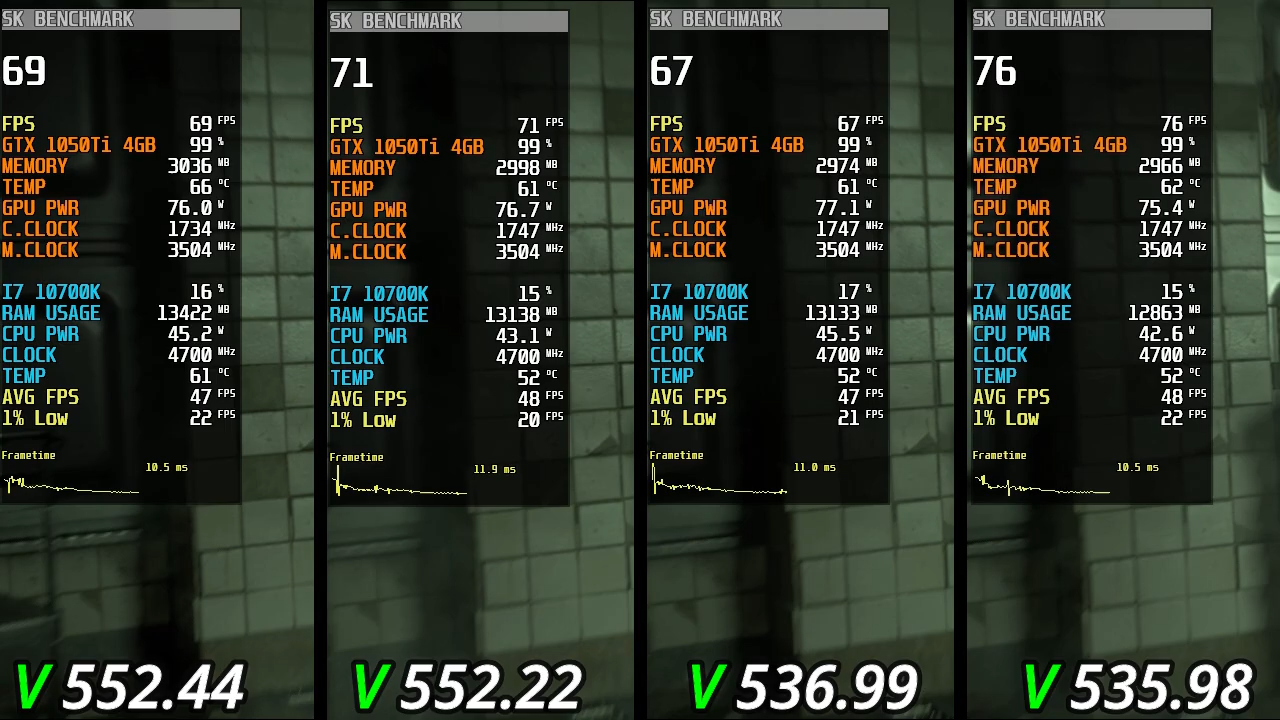 SK BENCHMARK
69
FPS 69 FPS
GTX 1050Ti 4GB 99 %
MEMORY 3036 MB
TEMP 66 °C
GPU PWR 76.0 W
C.CLOCK 1734 MHz
M.CLOCK 3504 MHz
I7 10700K 16 %
RAM USAGE 13422 MB
CPU PWR 45.2 W
CLOCK 4700 MHz
TEMP 61 °C
AVG FPS 47 FPS
1% Low 22 FPS
Frametime
10.5 ms
V 552.44
SK BENCHMARK
71
FPS 71 FPS
GTX 1050Ti 4GB 99 %
MEMORY 2998 MB
TEMP 61 °C
GPU PWR 76.7 W
C.CLOCK 1747 MHz
M.CLOCK 3504 MHz
I7 10700K 15 %
RAM USAGE 13138 MB
CPU PWR 43.1 W
CLOCK 4700 MHz
TEMP 52 °C
AVG FPS 48 FPS
1% Low 20 FPS
Frametime
11.9 ms
V 552.22
SK BENCHMARK
67
FPS 67 FPS
GTX 1050Ti 4GB 99 %
MEMORY 2974 MB
TEMP 61 °C
GPU PWR 77.1 W
C.CLOCK 1747 MHz
M.CLOCK 3504 MHz
I7 10700K 17 %
RAM USAGE 13133 MB
CPU PWR 45.5 W
CLOCK 4700 MHz
TEMP 52 °C
AVG FPS 47 FPS
1% Low 21 FPS
Frametime
11.0 ms
V 536.99
SK BENCHMARK
76
FPS 76 FPS
GTX 1050Ti 4GB 99 %
MEMORY 2966 MB
TEMP 62 °C
GPU PWR 75.4 W
C.CLOCK 1747 MHz
M.CLOCK 3504 MHz
I7 10700K 15 %
RAM USAGE 12863 MB
CPU PWR 42.6 W
CLOCK 4700 MHz
TEMP 52 °C
AVG FPS 48 FPS
1% Low 22 FPS
Frametime
10.5 ms
V 535.98